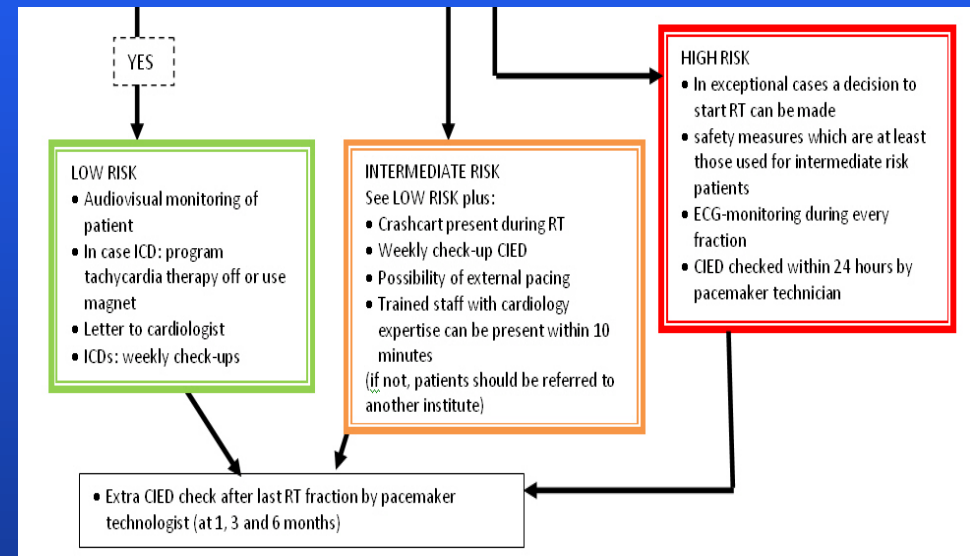 YES
LOW RISK
• Audiovisual monitoring of
patient
• In case ICD: program
tachycardia therapy off or use
magnet
• Letter to cardiologist
• ICDs: weekly check-ups
INTERMEDIATE RISK
See LOW RISK plus:
• Crashcart present during RT
• Weekly check-up CIED
• Possibility of external pacing
• Trained staff with cardiology
expertise can be present within 10
minutes
(if not, patients should be referred to
another institute)
HIGH RISK
• In exceptional cases a decision to
start RT can be made
• safety measures which are at least
those used for intermediate risk
patients
• ECG-monitoring during every
fraction
• CIED checked within 24 hours by
pacemaker technician
• Extra CIED check after last RT fraction by pacemaker
technologist (at 1, 3 and 6 months)